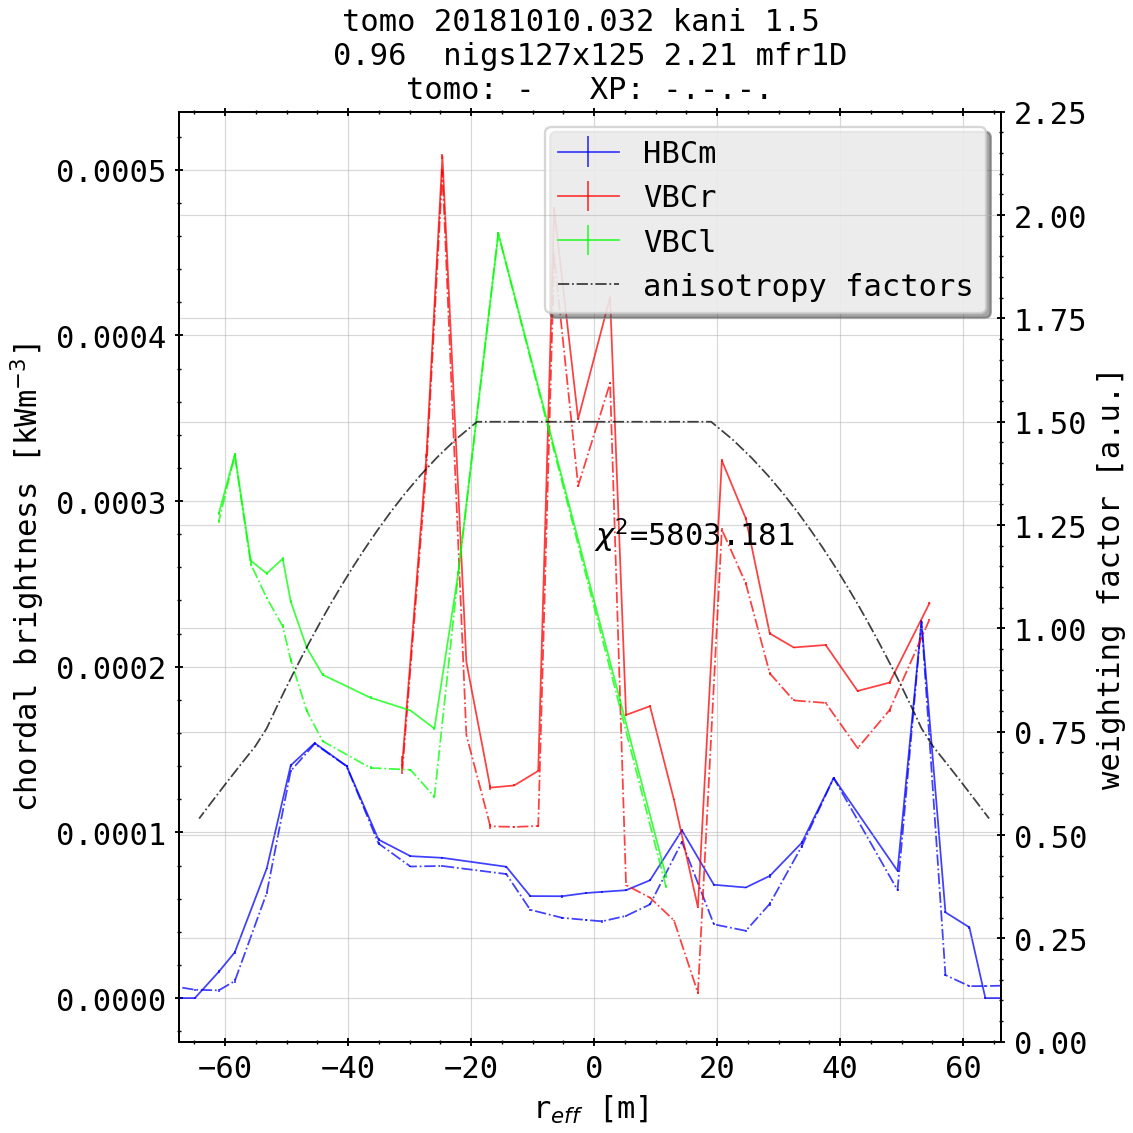 tomo 20181010.032 kani 1.5
0.96  nigs127x125 2.21 mfr1D
tomo: -   XP: -.-.-.
HBCm
VBCr
VBCl
anisotropy factors
χ²=5803.181
chordal brightness [kWm⁻³]
0.0005
0.0004
0.0003
0.0002
0.0001
0.0000
2.25
2.00
1.75
1.50
1.25
1.00
0.75
0.50
0.25
0.00
weighting factor [a.u.]
−60 −40 −20 0 20 40 60
r_eff [m]